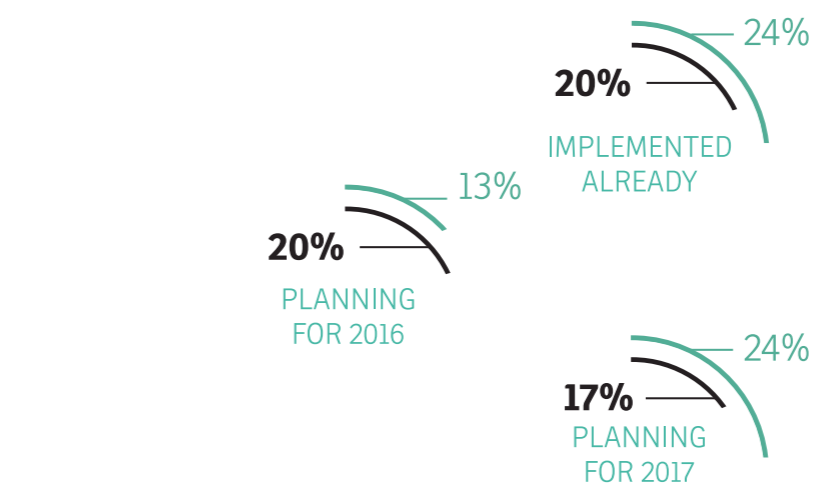 24%
20%
IMPLEMENTED
ALREADY
13%
20%
PLANNING
FOR 2016
24%
17%
PLANNING
FOR 2017